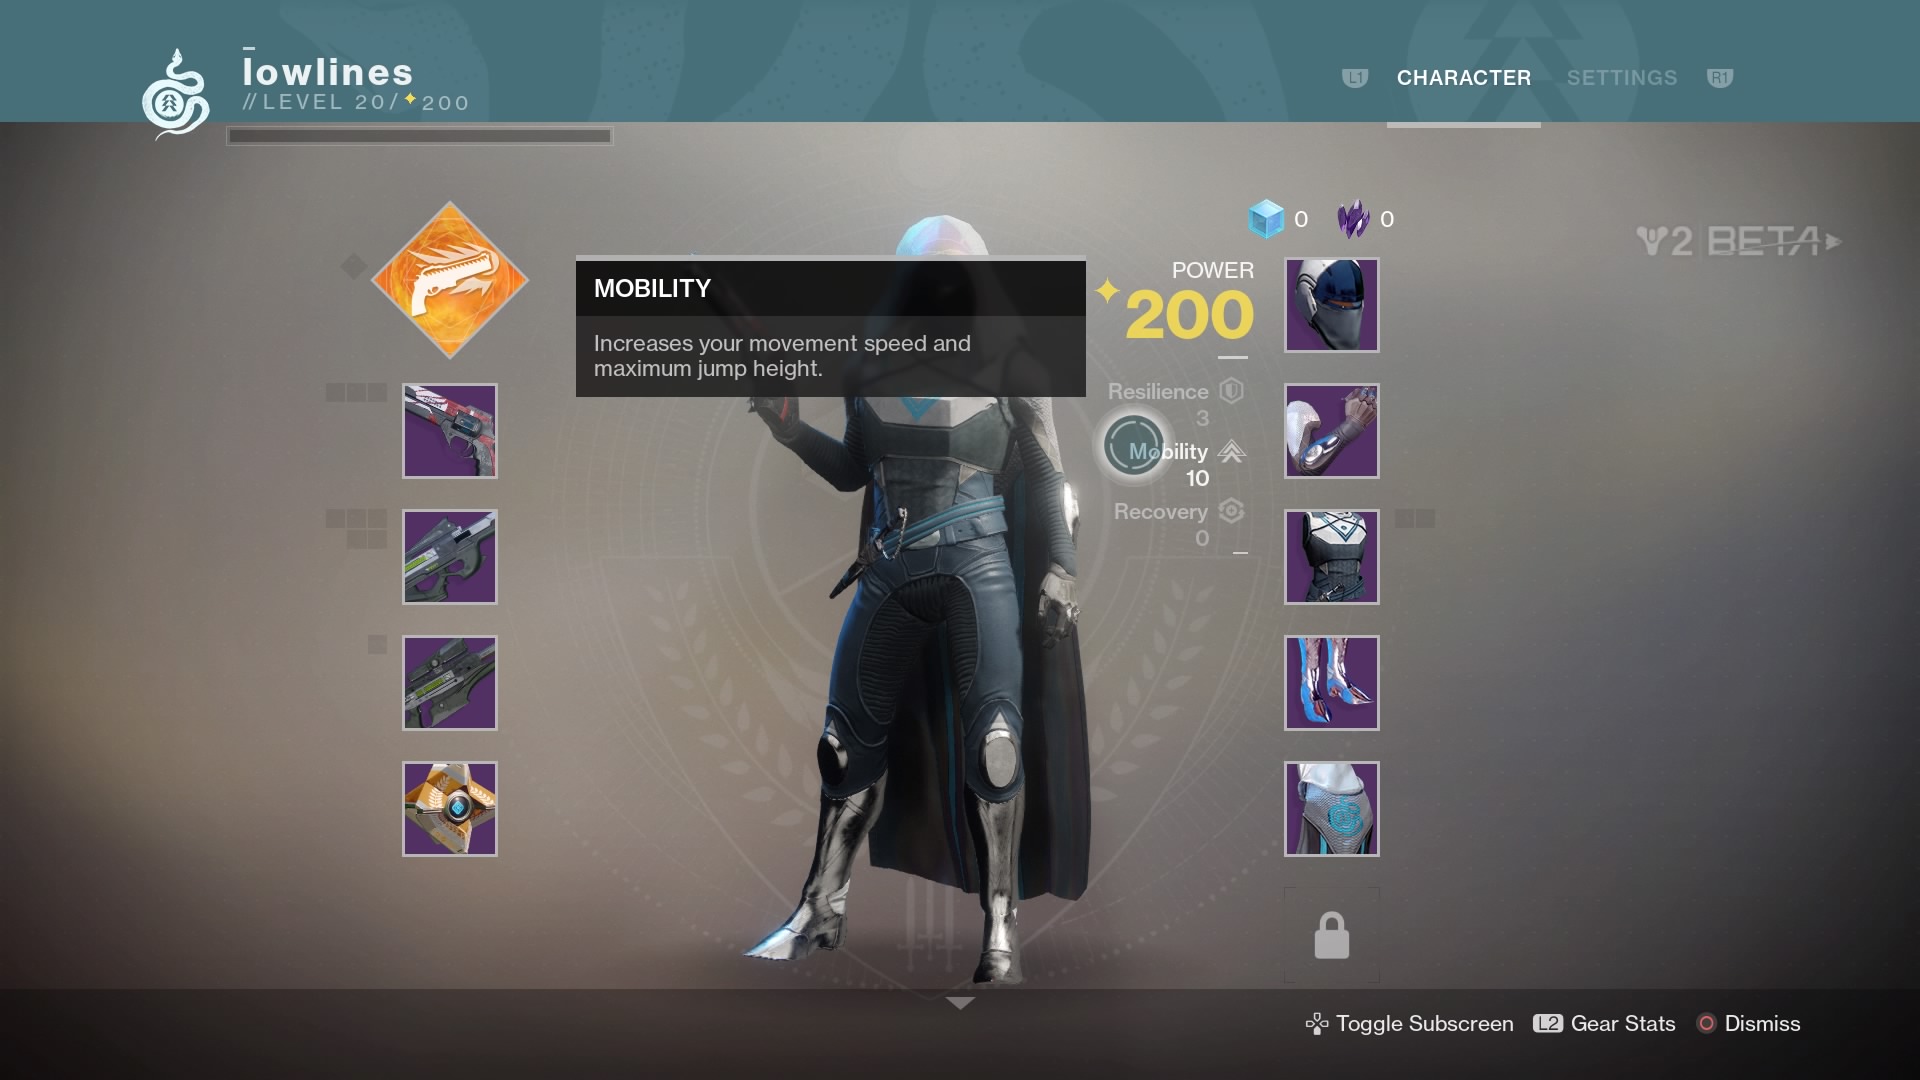 lowlines
//LEVEL 20/✦200
L1 CHARACTER SETTINGS R1
0 0
2 BETA
MOBILITY
Increases your movement speed and
maximum jump height.
POWER
200
Resilience
3
Mobility
10
Recovery
0
Toggle Subscreen L2 Gear Stats Dismiss